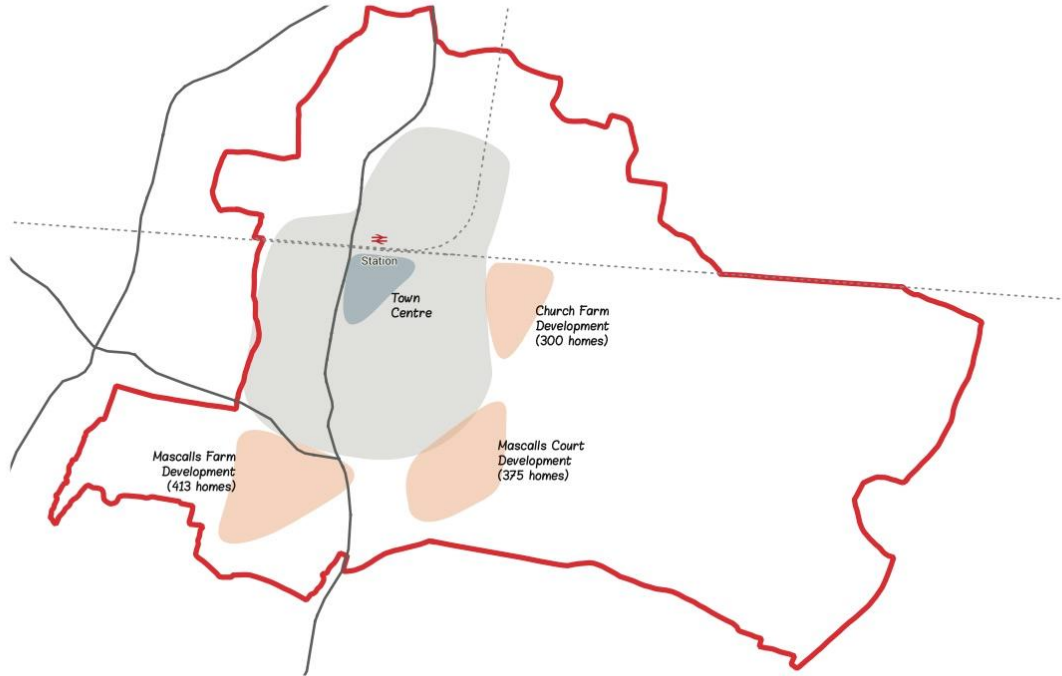 Station
Town
Centre
Church Farm
Development
(300 homes)
Mascalls Farm
Development
(413 homes)
Mascalls Court
Development
(375 homes)